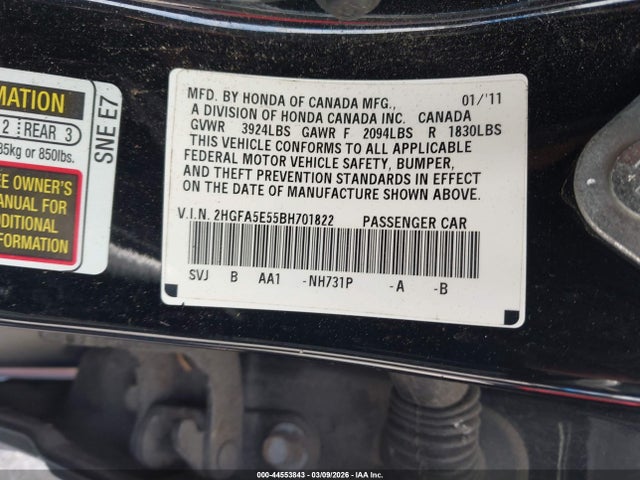 MATION
2 REAR 3
85kg or 850lbs.
EE OWNER'S
MANUAL FOR
DDITIONAL
FORMATION
SNE E7
MFD. BY HONDA OF CANADA MFG., 01/'11
A DIVISION OF HONDA CANADA INC. CANADA
GVWR 3924LBS GAWR F 2094LBS R 1830LBS
THIS VEHICLE CONFORMS TO ALL APPLICABLE
FEDERAL MOTOR VEHICLE SAFETY, BUMPER,
AND THEFT PREVENTION STANDARDS IN EFFECT
ON THE DATE OF MANUFACTURE SHOWN ABOVE.
V.I.N. 2HGFA5E55BH701822 PASSENGER CAR
SVJ B AA1 -NH731P -A -B
000-44553843 - 03/09/2026 - IAA Inc.